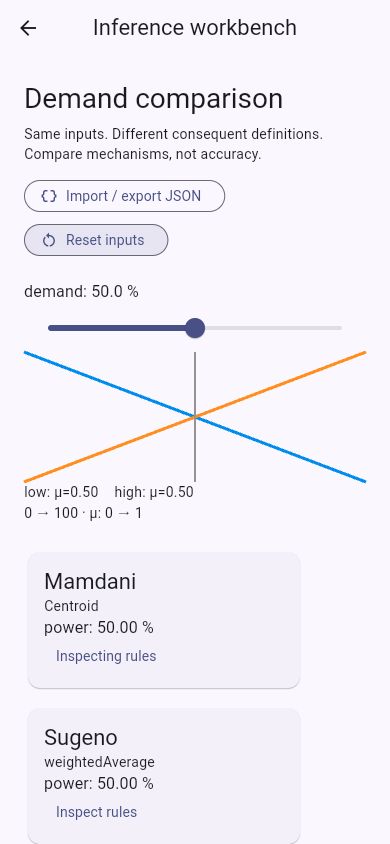 Inference workbench
Demand comparison
Same inputs. Different consequent definitions.
Compare mechanisms, not accuracy.
Import / export JSON
Reset inputs
demand: 50.0 %
low: μ=0.50 high: μ=0.50
0 → 100 · μ: 0 → 1
Mamdani
Centroid
power: 50.00 %
Inspecting rules
Sugeno
weightedAverage
power: 50.00 %
Inspect rules